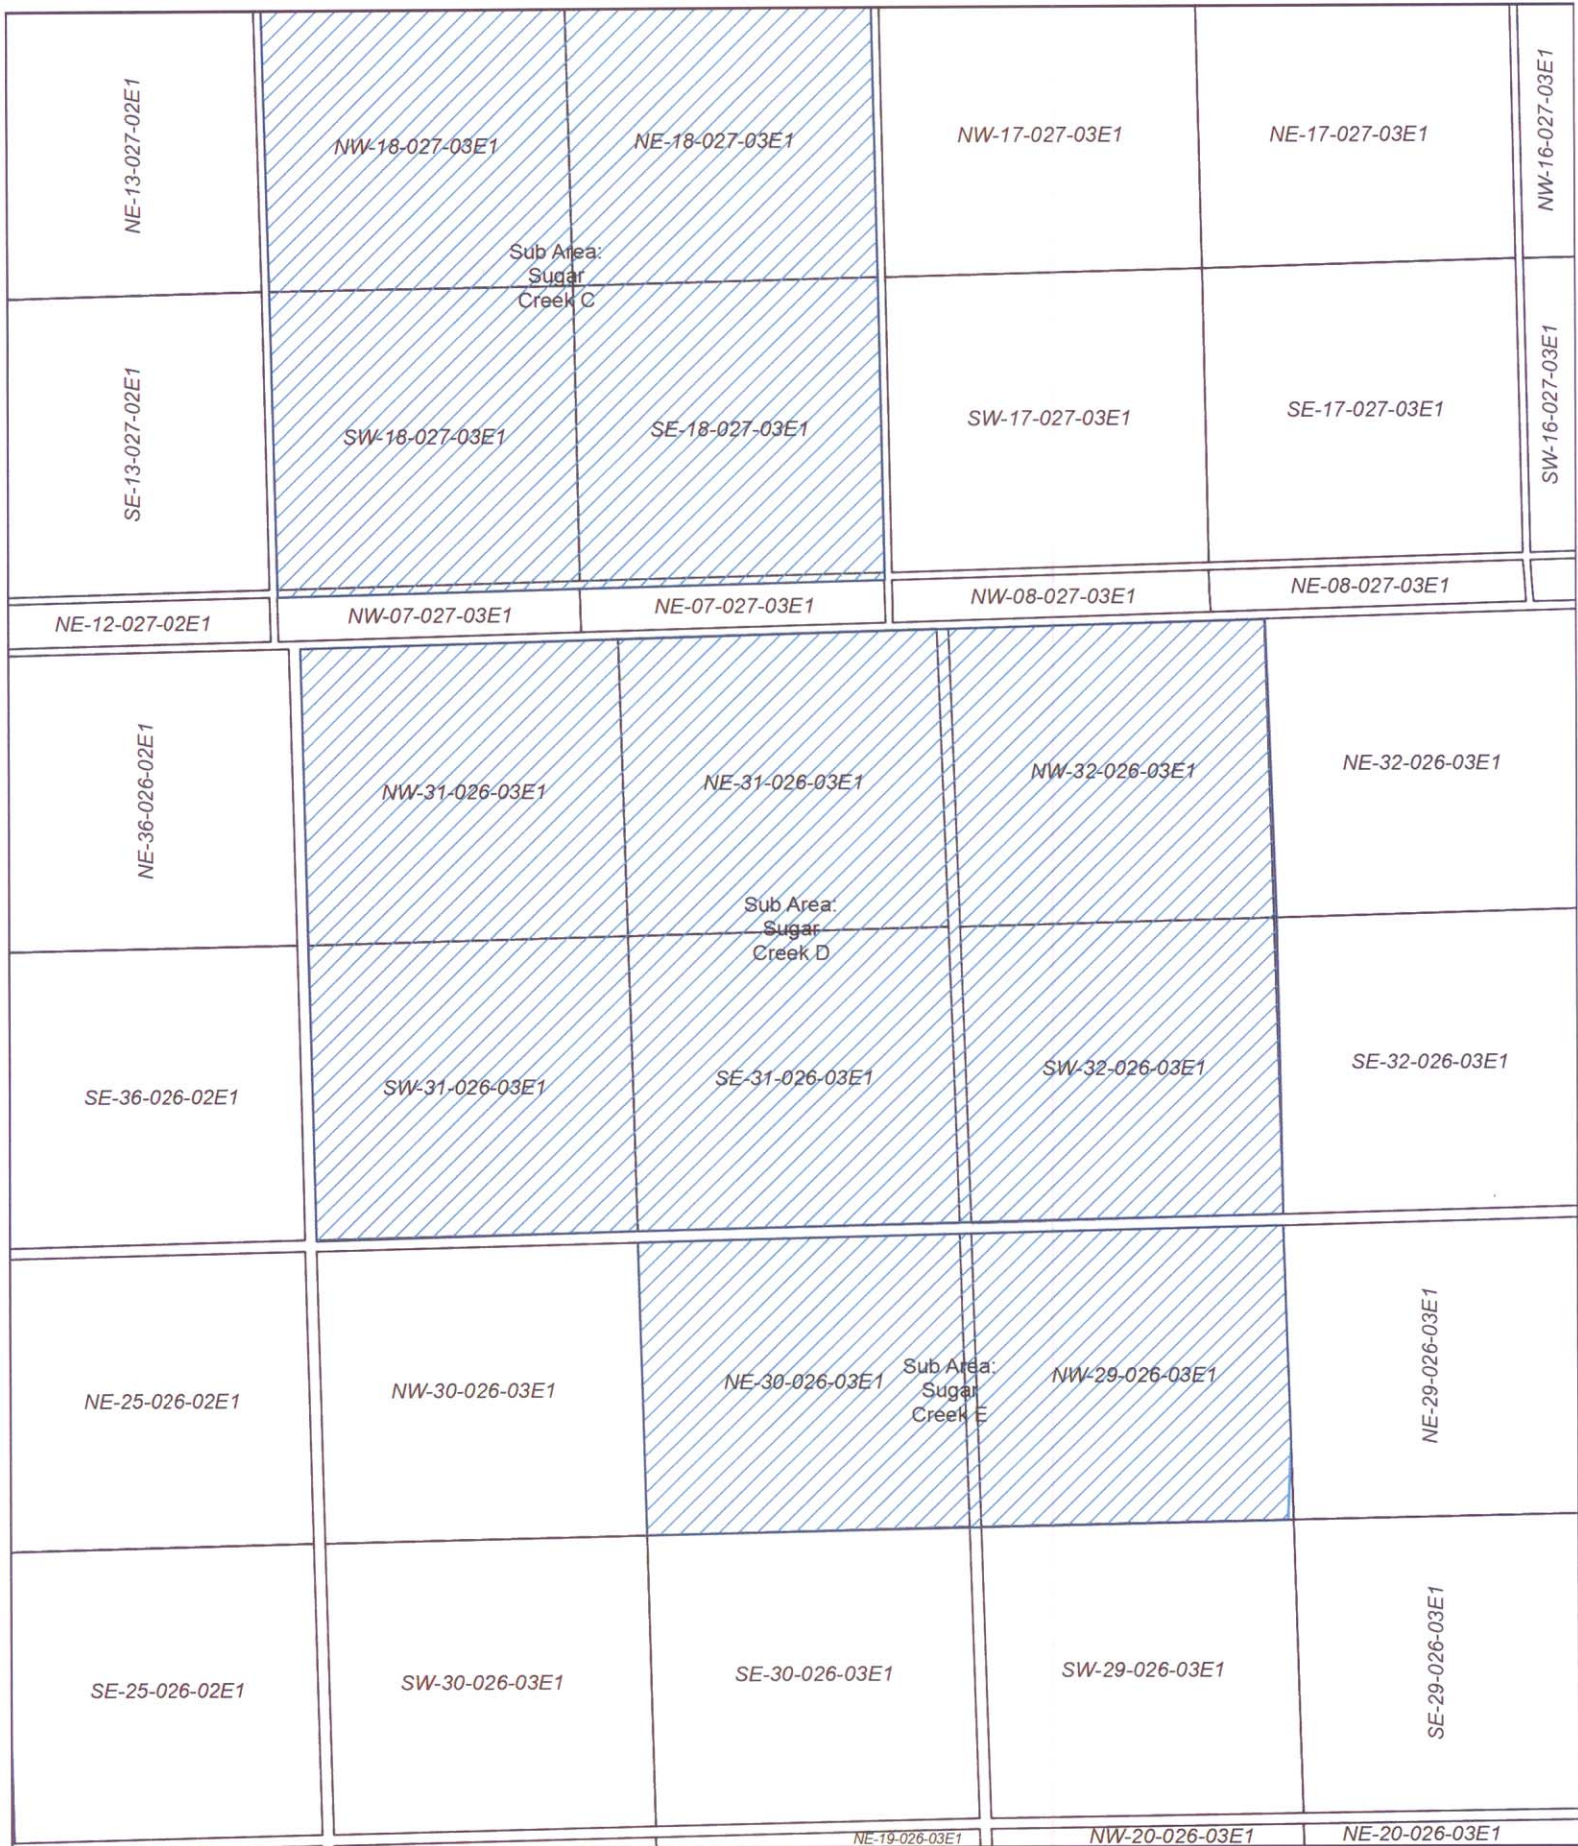 NE-13-027-02E1
NW-18-027-03E1
NE-18-027-03E1
NW-17-027-03E1
NE-17-027-03E1
NW-16-027-03E1
Sub Area:
Sugar
Creek C
SE-13-027-02E1
SW-18-027-03E1
SE-18-027-03E1
SW-17-027-03E1
SE-17-027-03E1
SW-16-027-03E1
NE-12-027-02E1
NW-07-027-03E1
NE-07-027-03E1
NW-08-027-03E1
NE-08-027-03E1
NE-36-026-02E1
NW-31-026-03E1
NE-31-026-03E1
NW-32-026-03E1
NE-32-026-03E1
Sub Area:
Sugar
Creek D
SE-36-026-02E1
SW-31-026-03E1
SE-31-026-03E1
SW-32-026-03E1
SE-32-026-03E1
NE-25-026-02E1
NW-30-026-03E1
NE-30-026-03E1
Sub Area:
Sugar
Creek E
NW-29-026-03E1
NE-29-026-03E1
SE-25-026-02E1
SW-30-026-03E1
SE-30-026-03E1
SW-29-026-03E1
SE-29-026-03E1
NE-19-026-03E1
NW-20-026-03E1
NE-20-026-03E1